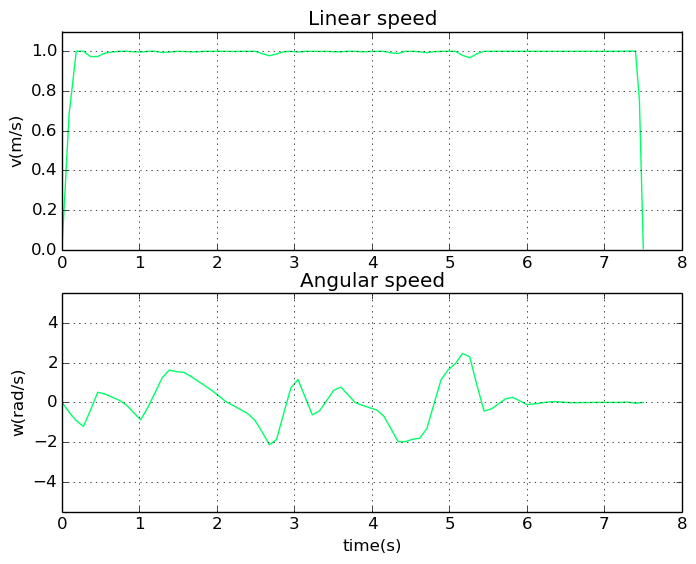 Linear speed
1.0
0.8
0.6
0.4
0.2
0.0
v(m/s)
0 1 2 3 4 5 6 7 8
Angular speed
4
2
0
−2
−4
w(rad/s)
0 1 2 3 4 5 6 7 8
time(s)